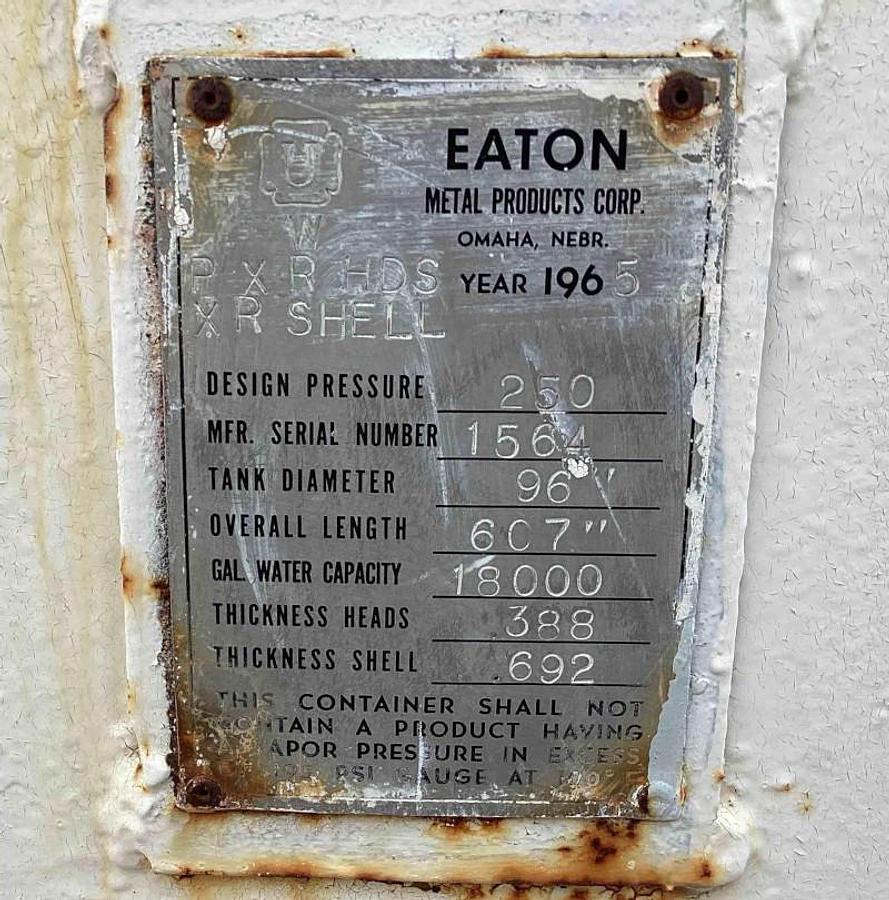 U
W
EATON
METAL PRODUCTS CORP.
OMAHA, NEBR.
P X R HDS
YEAR 1965
XR SHELL
DESIGN PRESSURE 250
MFR. SERIAL NUMBER 1564
TANK DIAMETER 96"
OVERALL LENGTH 607"
GAL. WATER CAPACITY 18000
THICKNESS HEADS 388
THICKNESS SHELL 692
THIS CONTAINER SHALL NOT
CONTAIN A PRODUCT HAVING
VAPOR PRESSURE IN EXCESS
PSI GAUGE AT 100°